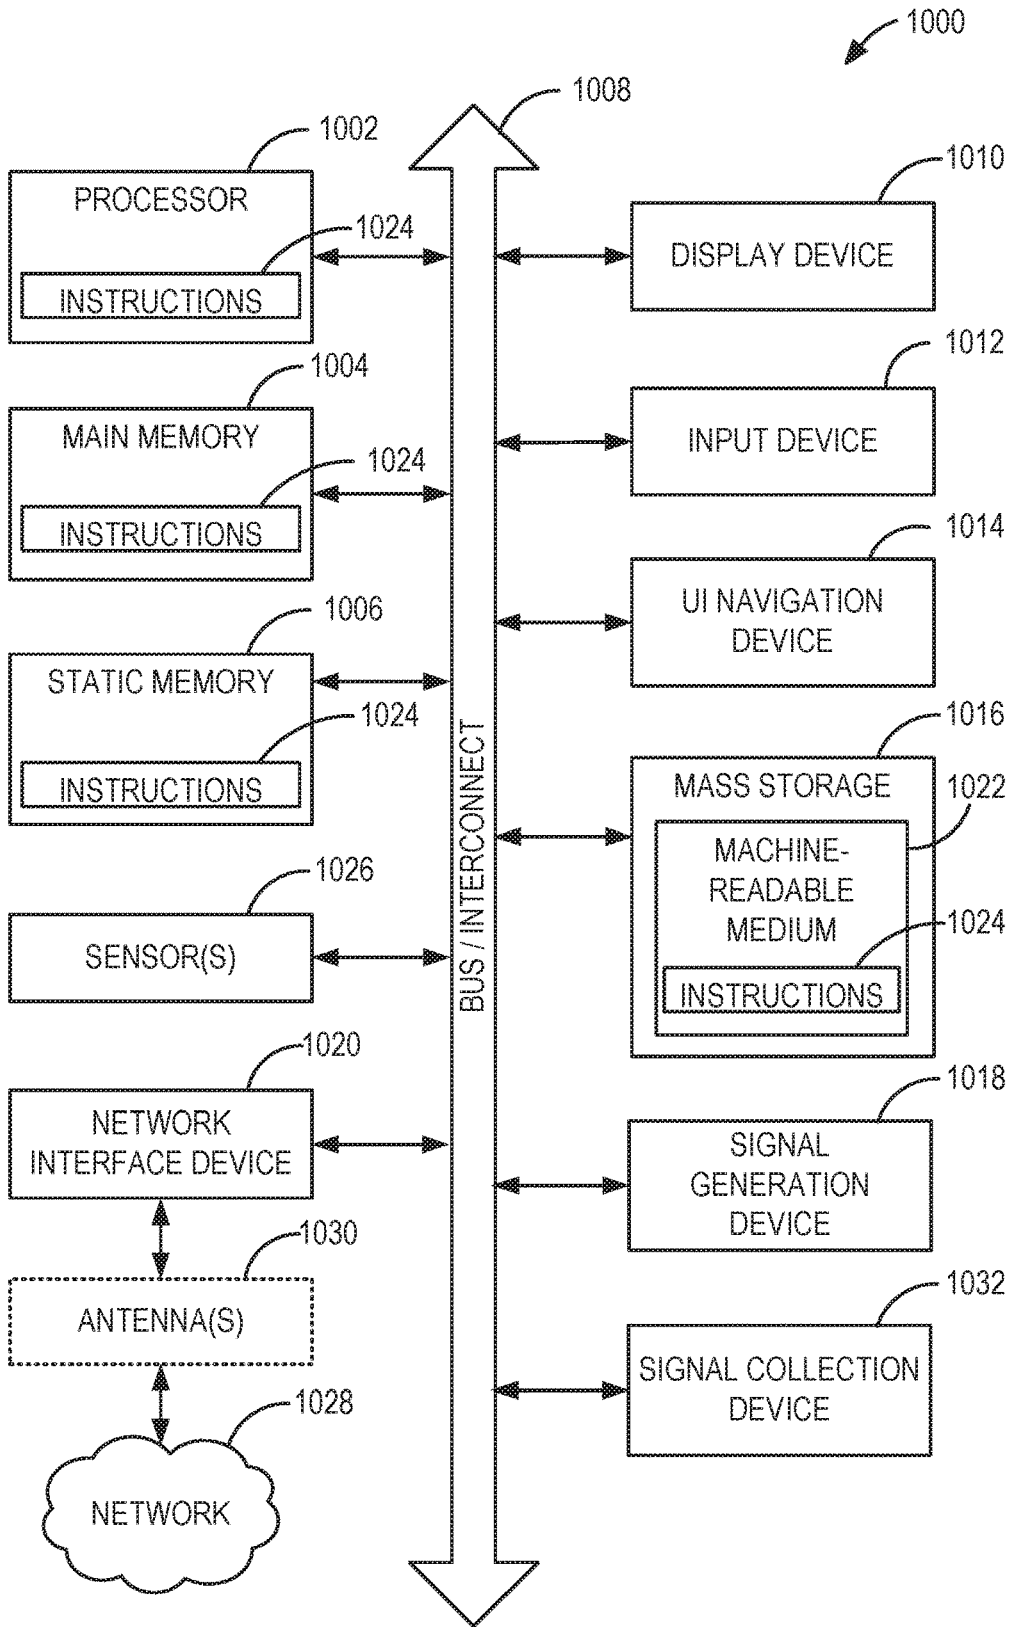 1000
1008
1002
PROCESSOR
1024
INSTRUCTIONS
1004
MAIN MEMORY
1024
INSTRUCTIONS
1006
STATIC MEMORY
1024
INSTRUCTIONS
1026
SENSOR(S)
1020
NETWORK
INTERFACE DEVICE
1030
ANTENNA(S)
1028
NETWORK
BUS / INTERCONNECT
1010
DISPLAY DEVICE
1012
INPUT DEVICE
1014
UI NAVIGATION
DEVICE
1016
MASS STORAGE
1022
MACHINE-
READABLE
MEDIUM
1024
INSTRUCTIONS
1018
SIGNAL
GENERATION
DEVICE
1032
SIGNAL COLLECTION
DEVICE